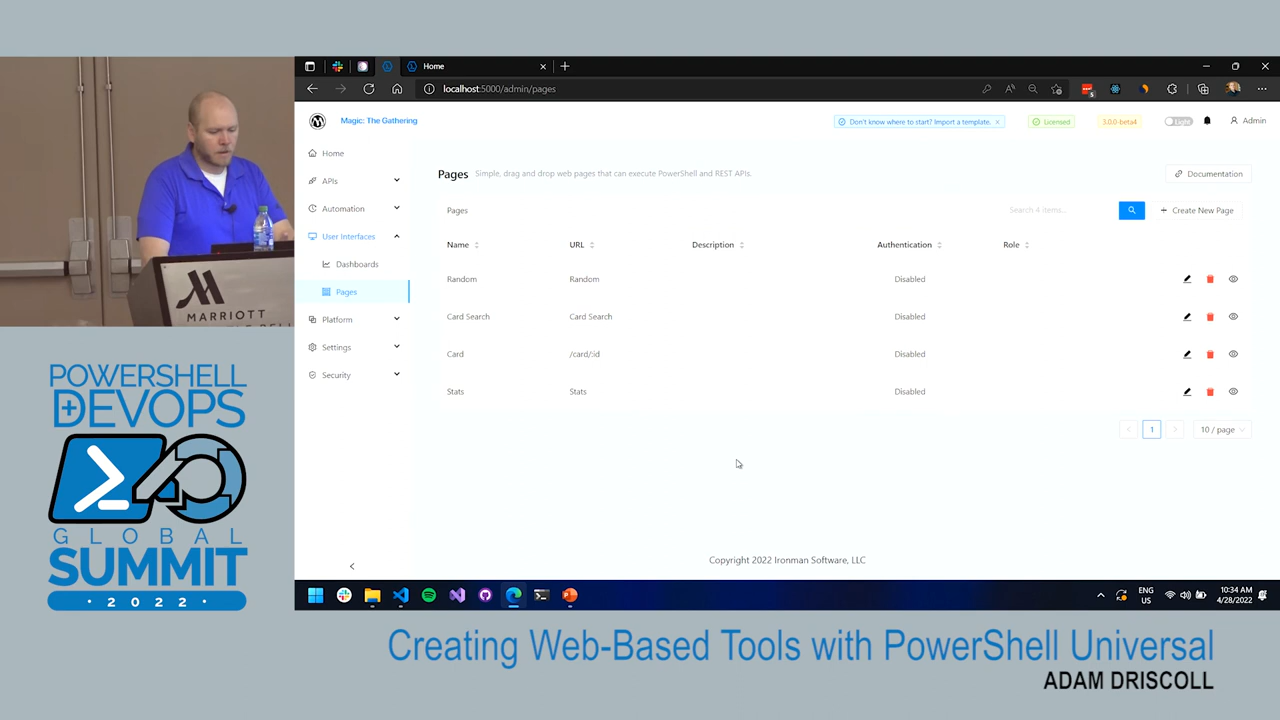 Home
localhost:5000/admin/pages
Magic: The Gathering
Don't know where to start? Import a template.
Licensed
3.0.0-beta4
Light
Admin
Home
APIs
Automation
User Interfaces
Dashboards
Pages
Platform
Settings
Security
Pages
Simple, drag and drop web pages that can execute PowerShell and REST APIs.
Documentation
Pages
Search 4 items...
Create New Page
Name
URL
Description
Authentication
Role
Random
Random
Disabled
Card Search
Card Search
Disabled
Card
/card/:id
Disabled
Stats
Stats
Disabled
1
10 / page
Copyright 2022 Ironman Software, LLC
ENG
US
10:34 AM
4/28/2022
MARRIOTT
POWERSHELL
DEVOPS
GLOBAL
SUMMIT
· 2022 ·
Creating Web-Based Tools with PowerShell Universal
ADAM DRISCOLL